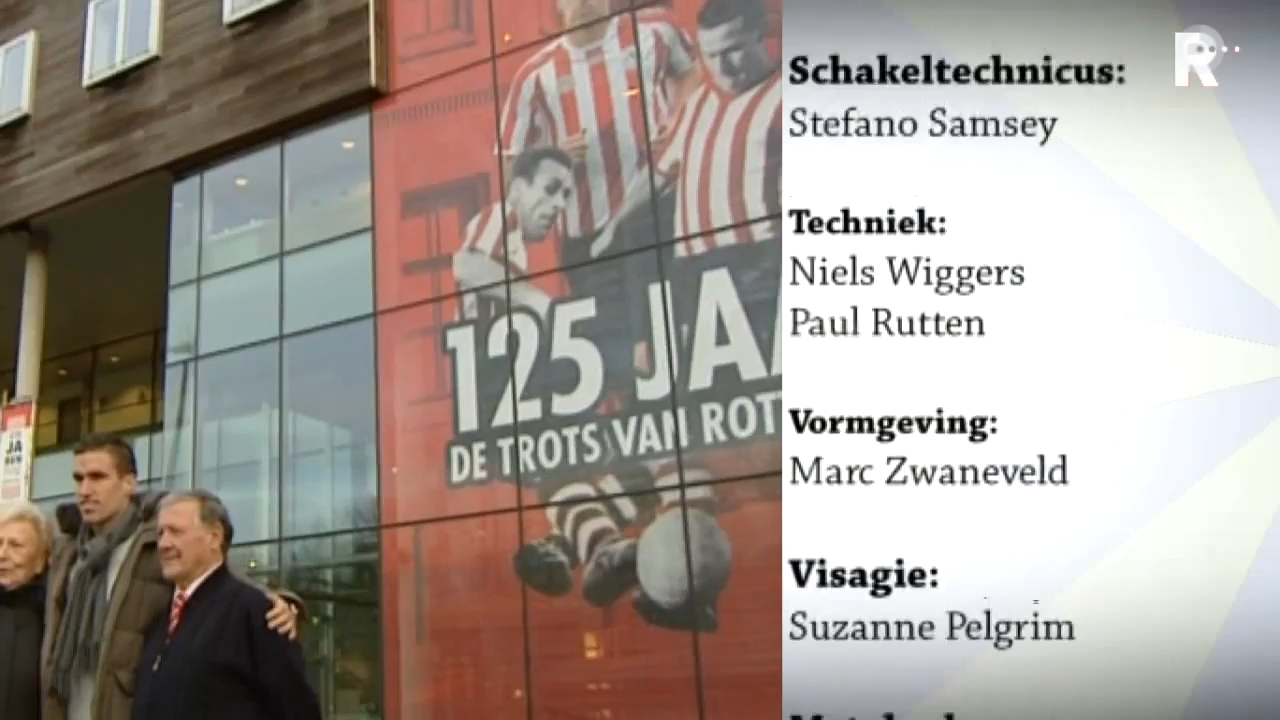 125 JA
DE TROTS VAN ROT
JA
R
Schakeltechnicus:
Stefano Samsey
Techniek:
Niels Wiggers
Paul Rutten
Vormgeving:
Marc Zwaneveld
Visagie:
Suzanne Pelgrim